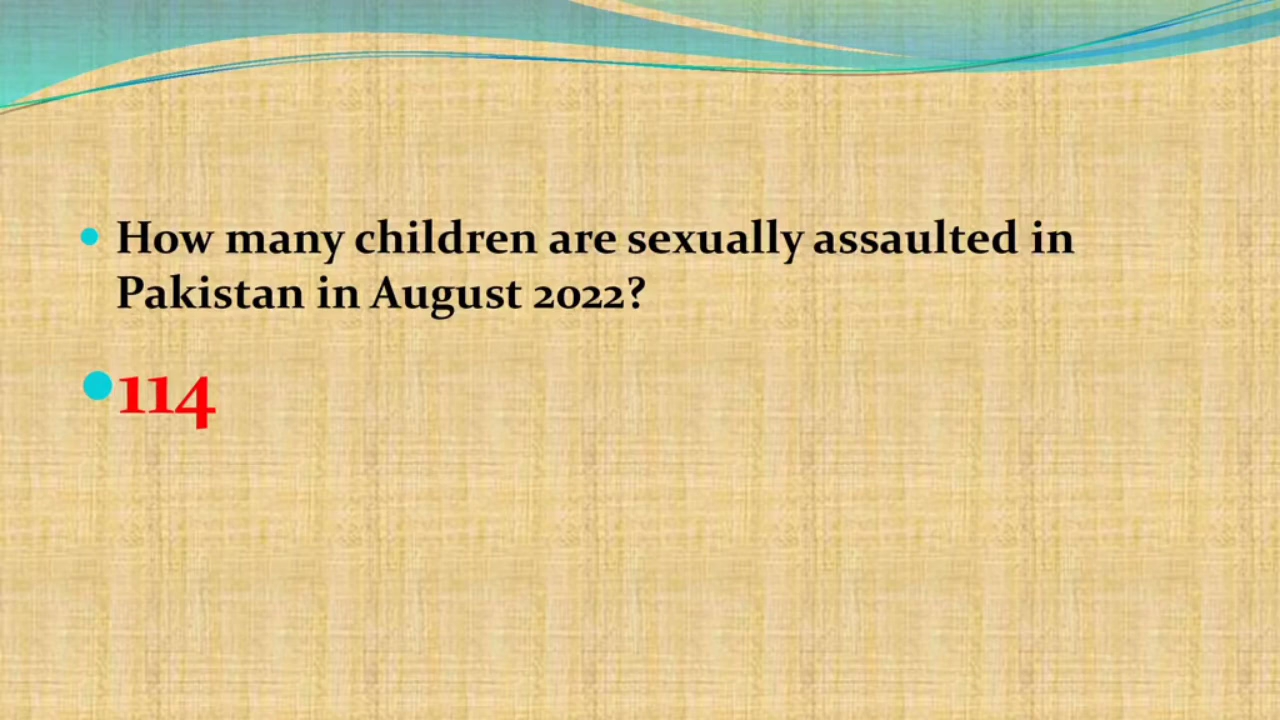 How many children are sexually assaulted in
Pakistan in August 2022?
114